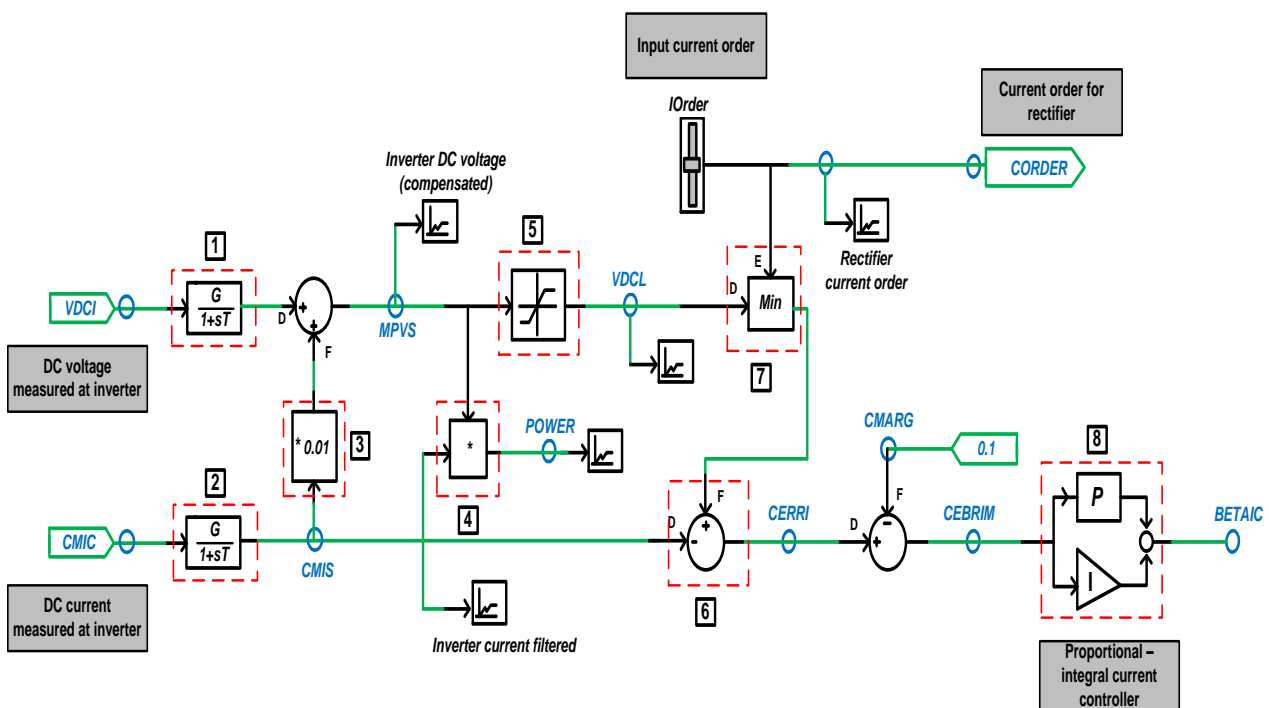 Input current order
Current order for
rectifier
IOrder
CORDER
Inverter DC voltage
(compensated)
Rectifier
current order
1
5
E
VDCI
G
1+sT
D
+
+
MPVS
VDCL
D
Min
F
7
DC voltage
measured at inverter
* 0.01
3
*
POWER
4
CMARG
0.1
8
2
F
F
P
CMIC
G
1+sT
CMIS
D
+
-
CERRI
D
-
+
CEBRIM
I
BETAIC
6
DC current
measured at inverter
Inverter current filtered
Proportional –
integral current
controller